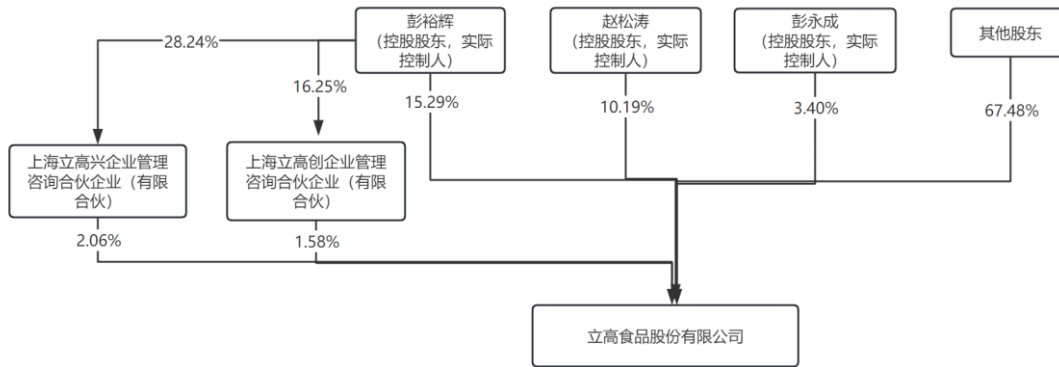 彭裕辉
（控股股东，实际
控制人）
赵松涛
（控股股东，实际
控制人）
彭永成
（控股股东，实际
控制人）
其他股东
28.24%
16.25%
15.29%
10.19%
3.40%
67.48%
上海立高兴企业管理
咨询合伙企业（有限
合伙）
上海立高创企业管理
咨询合伙企业（有限
合伙）
2.06%
1.58%
立高食品股份有限公司